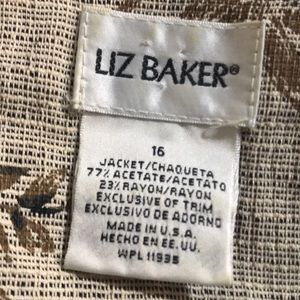 LIZ BAKER®
16
JACKET/CHAQUETA
77% ACETATE/ACETATO
23% RAYON/RAYON
EXCLUSIVE OF TRIM
EXCLUSIVO DE ADORNO
MADE IN U.S.A.
HECHO EN EE.UU.
WPL 11935